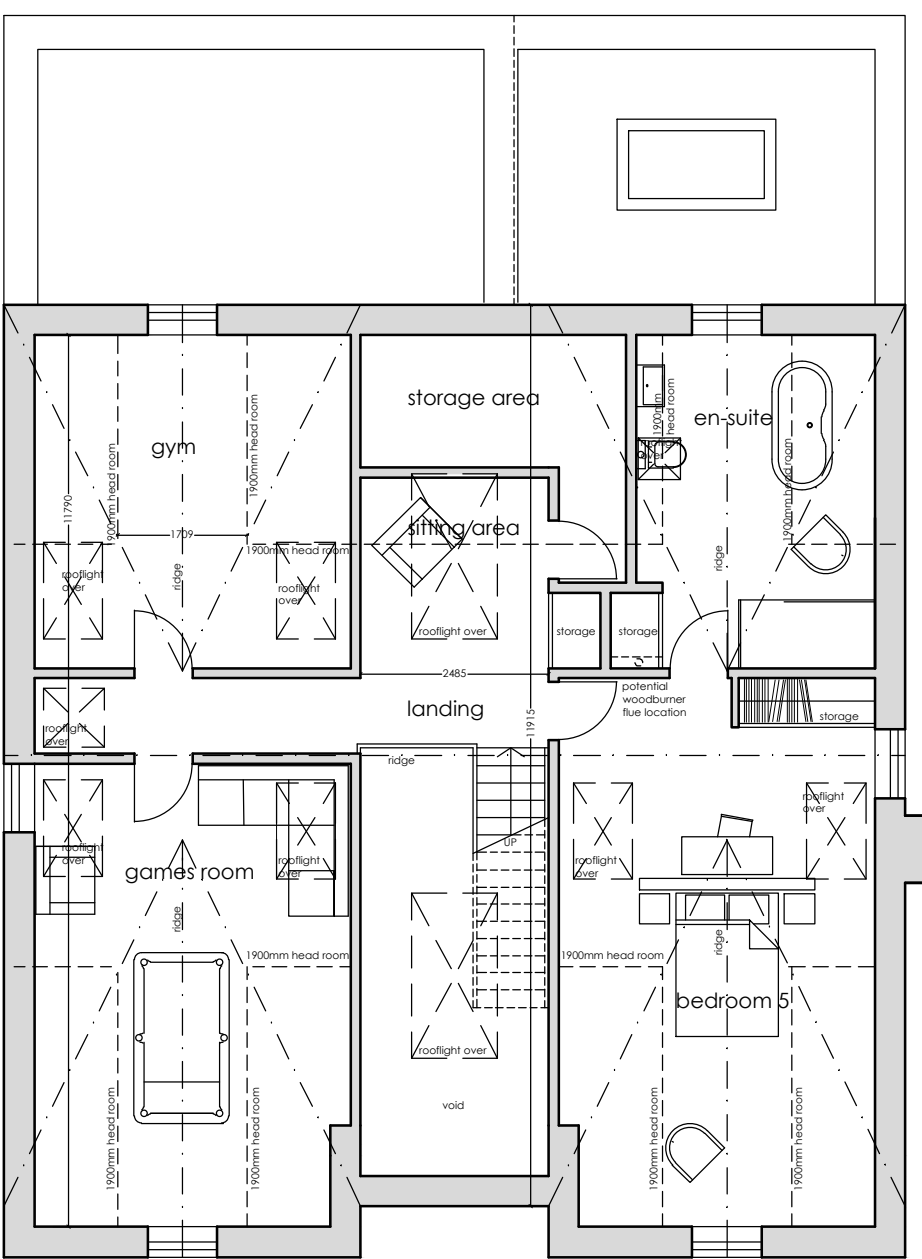 storage area
en-suite
gym
1900mm head room
1900mm head room
1900mm
head room
1900mm head room
11790
1709
sitting area
1900mm head room
rooflight
over
ridge
rooflight
over
rooflight over
ridge
rooflight
over
storage
storage
2485
landing
potential
woodburner
flue location
storage
11915
rooflight
over
ridge
rooflight
over
UP
rooflight
over
games room
rooflight
over
rooflight
over
ridge
ridge
1900mm head room
1900mm head room
bedroom 5
rooflight over
void
1900mm head room
1900mm head room
1900mm head room
1900mm head room